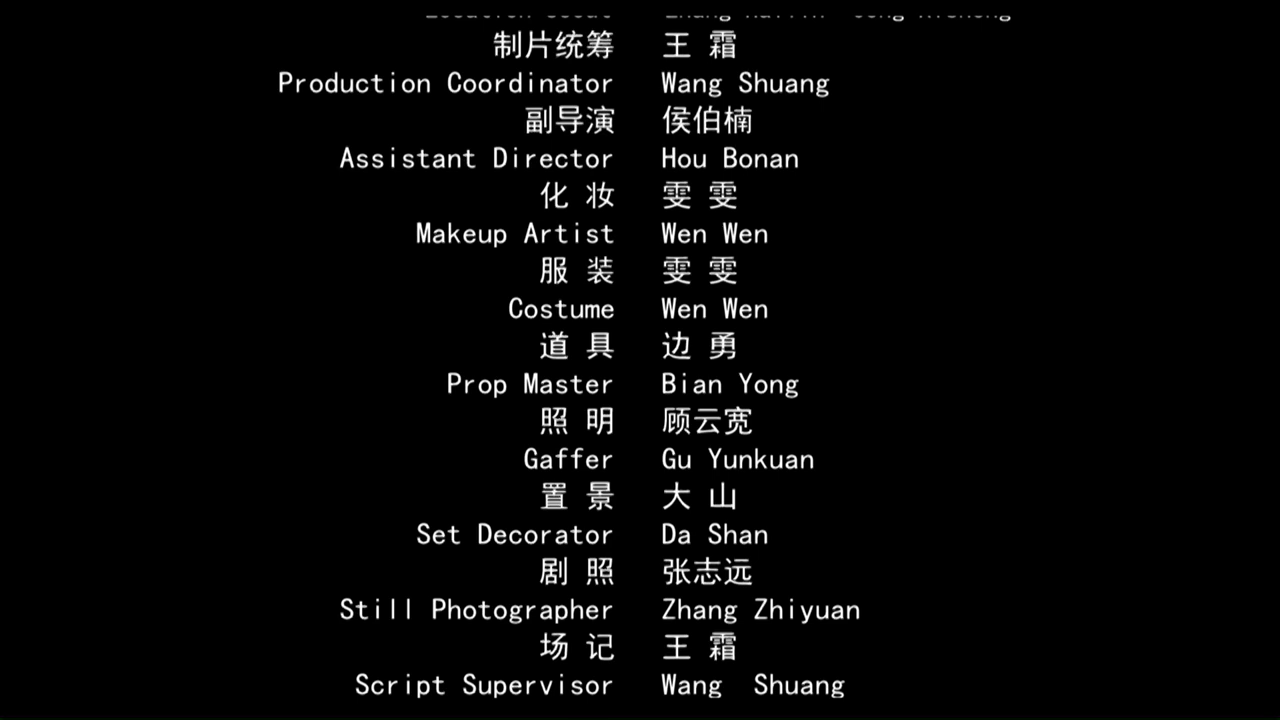 制片统筹 王 霜
Production Coordinator Wang Shuang
副导演 侯伯楠
Assistant Director Hou Bonan
化 妆 雯 雯
Makeup Artist Wen Wen
服 装 雯 雯
Costume Wen Wen
道 具 边 勇
Prop Master Bian Yong
照 明 顾云宽
Gaffer Gu Yunkuan
置 景 大 山
Set Decorator Da Shan
剧 照 张志远
Still Photographer Zhang Zhiyuan
场 记 王 霜
Script Supervisor Wang Shuang